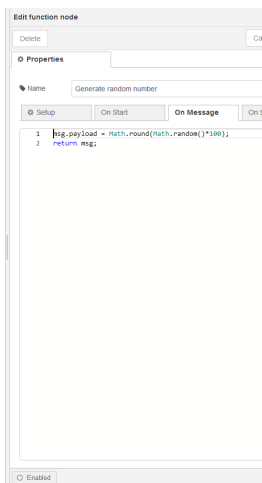 Edit function node
Delete
Ca
Properties
Name
Generate random number
Setup
On Start
On Message
On S
1 msg.payload = Math.round(Math.random()*100);
2 return msg;
Enabled